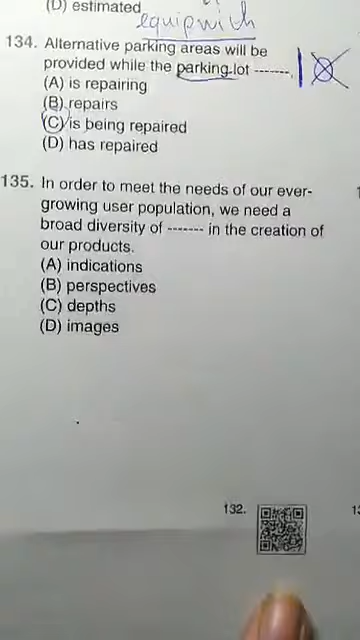 (D) estimated
equip with
134. Alternative parking areas will be
provided while the parking lot -------.
(A) is repairing
(B) repairs
(C) is being repaired
(D) has repaired
135. In order to meet the needs of our ever-
growing user population, we need a
broad diversity of ------- in the creation of
our products.
(A) indications
(B) perspectives
(C) depths
(D) images
132.